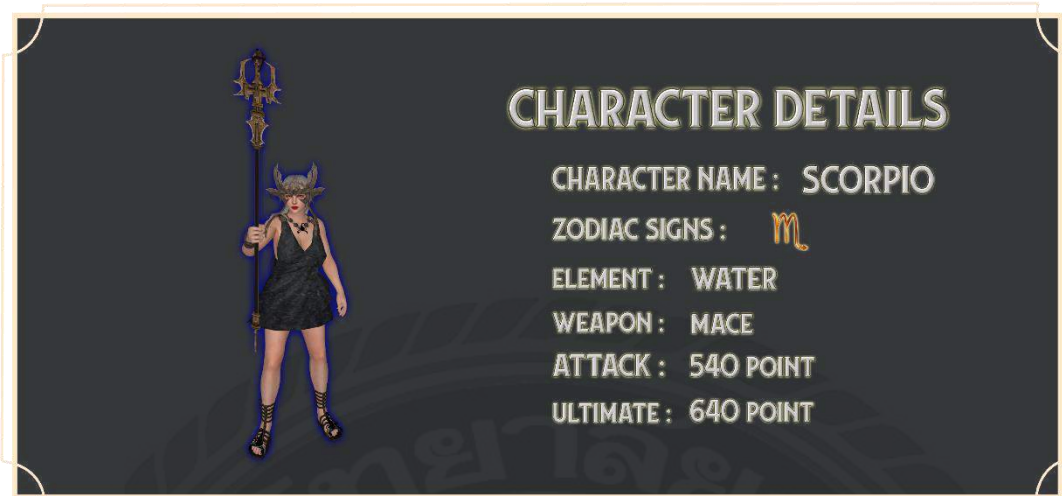 CHARACTER DETAILS
CHARACTER NAME : SCORPIO
ZODIAC SIGNS : ♏
ELEMENT : WATER
WEAPON : MACE
ATTACK : 540 POINT
ULTIMATE : 640 POINT